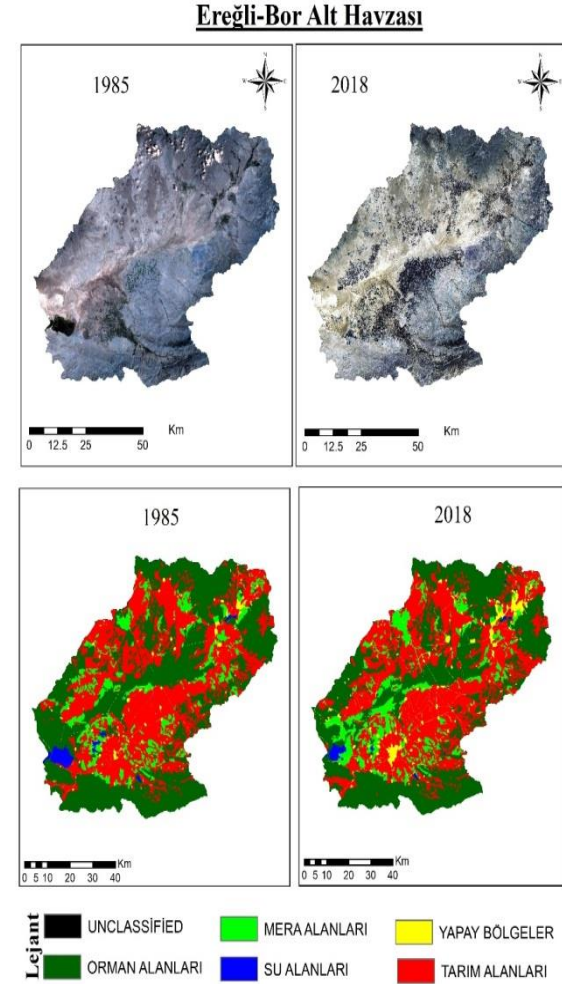 Ereğli-Bor Alt Havzası
1985
N
W
E
S
2018
N
W
E
S
0 12.5 25 50
Km
0 12.5 25 50
Km
1985
2018
Km
0 5 10 20 30 40
Km
0 5 10 20 30 40
Lejant
UNCLASSİFİED
MERA ALANLARI
YAPAY BÖLGELER
ORMAN ALANLARI
SU ALANLARI
TARIM ALANLARI